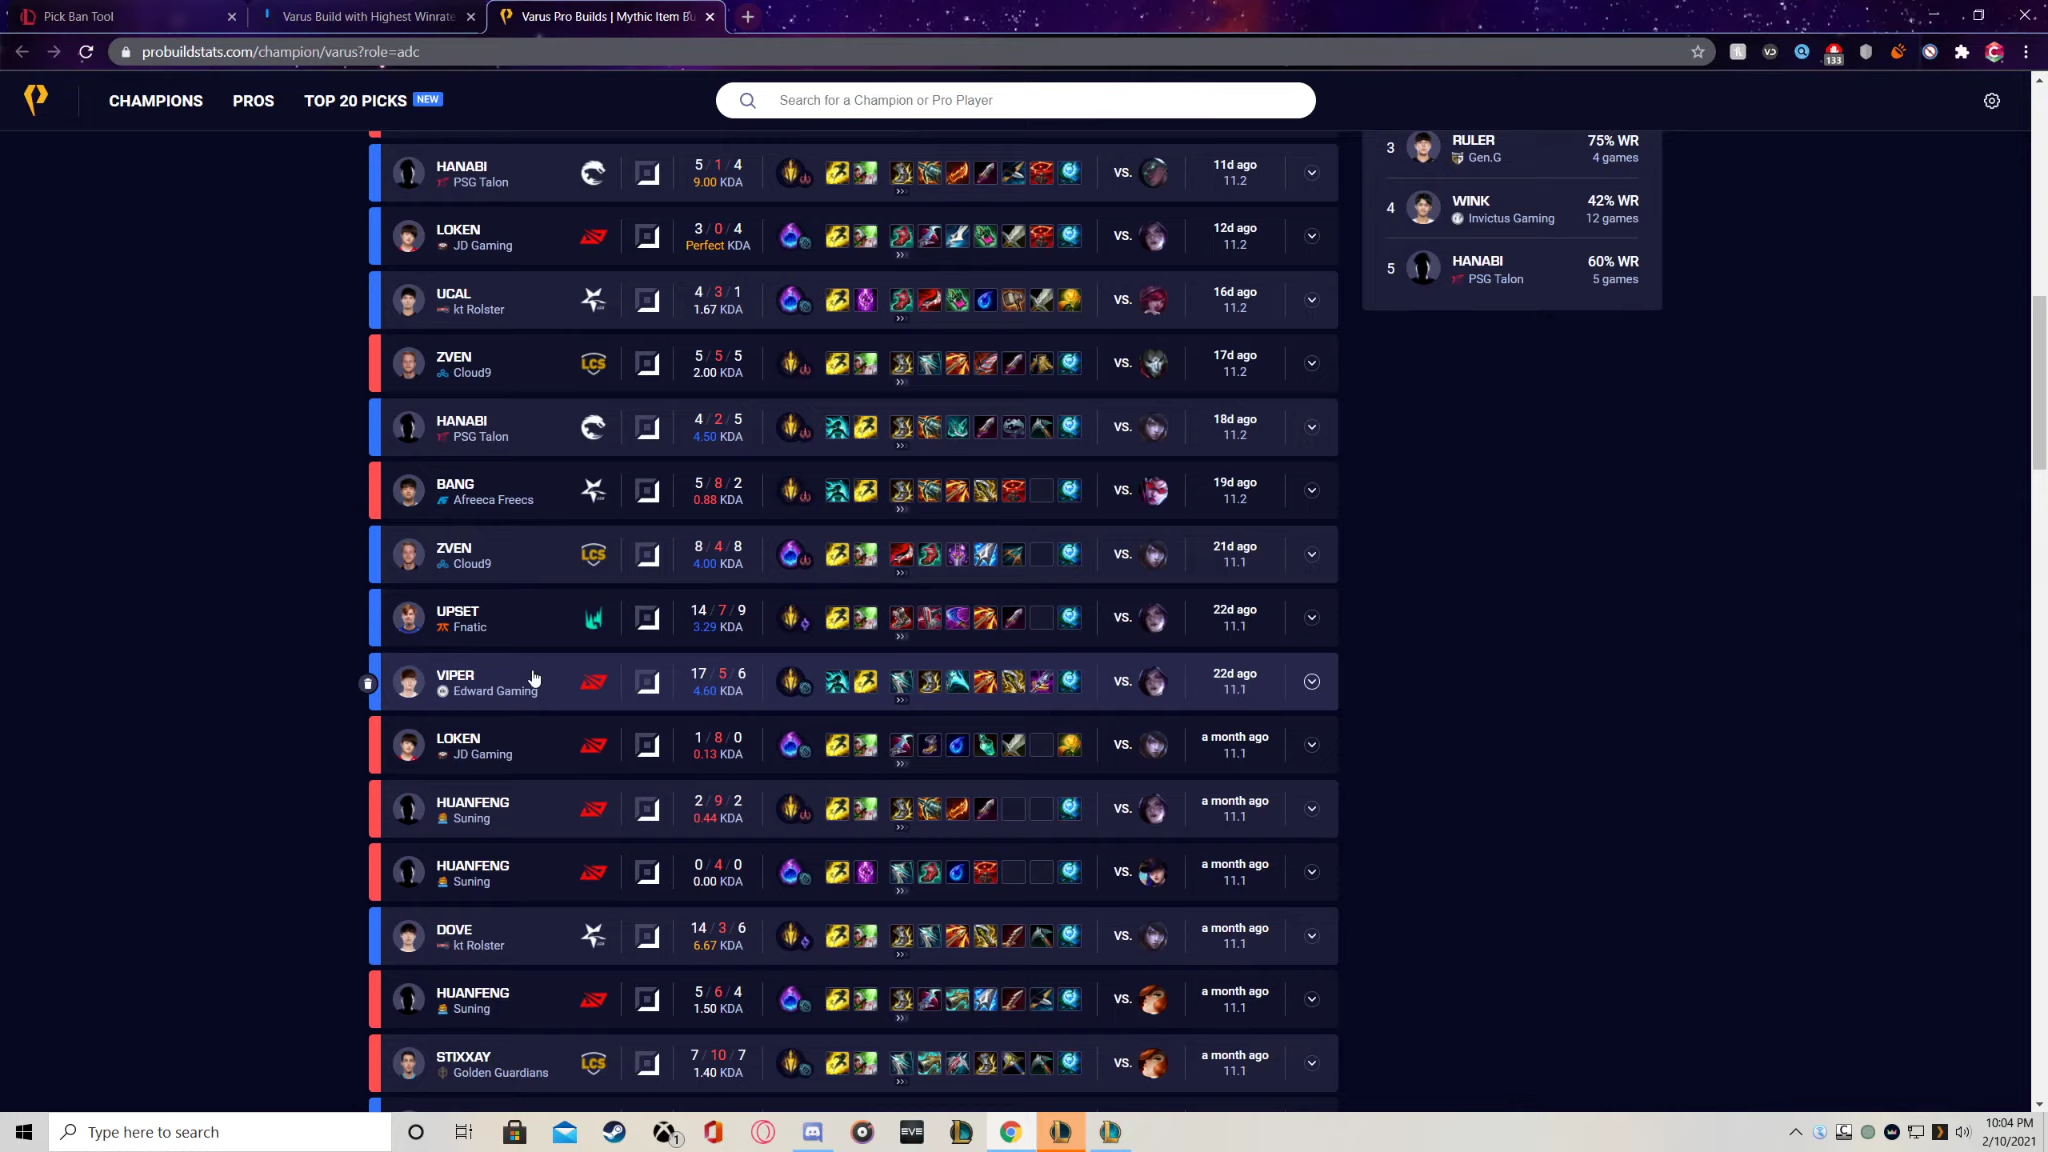 Pick Ban Tool
Varus Build with Highest Winrate
Varus Pro Builds | Mythic Item Bu
probuildstats.com/champion/varus?role=adc
133
CHAMPIONS PROS TOP 20 PICKS NEW
Search for a Champion or Pro Player
HANABI
PSG Talon
5 / 1 / 4
9.00 KDA
VS.
11d ago
11.2
LOKEN
JD Gaming
3 / 0 / 4
Perfect KDA
VS.
12d ago
11.2
UCAL
kt Rolster
4 / 3 / 1
1.67 KDA
VS.
16d ago
11.2
ZVEN
Cloud9
LCS
5 / 5 / 5
2.00 KDA
VS.
17d ago
11.2
HANABI
PSG Talon
4 / 2 / 5
4.50 KDA
VS.
18d ago
11.2
BANG
Afreeca Freecs
5 / 8 / 2
0.88 KDA
VS.
19d ago
11.2
ZVEN
Cloud9
LCS
8 / 4 / 8
4.00 KDA
VS.
21d ago
11.1
UPSET
Fnatic
14 / 7 / 9
3.29 KDA
VS.
22d ago
11.1
VIPER
Edward Gaming
17 / 5 / 6
4.60 KDA
VS.
22d ago
11.1
LOKEN
JD Gaming
1 / 8 / 0
0.13 KDA
VS.
a month ago
11.1
HUANFENG
Suning
2 / 9 / 2
0.44 KDA
VS.
a month ago
11.1
HUANFENG
Suning
0 / 4 / 0
0.00 KDA
VS.
a month ago
11.1
DOVE
kt Rolster
14 / 3 / 6
6.67 KDA
VS.
a month ago
11.1
HUANFENG
Suning
5 / 6 / 4
1.50 KDA
VS.
a month ago
11.1
STIXXAY
Golden Guardians
LCS
7 / 10 / 7
1.40 KDA
VS.
a month ago
11.1
3
RULER
Gen.G
75% WR
4 games
4
WINK
Invictus Gaming
42% WR
12 games
5
HANABI
PSG Talon
60% WR
5 games
Type here to search
1
EVE
10:04 PM
2/10/2021